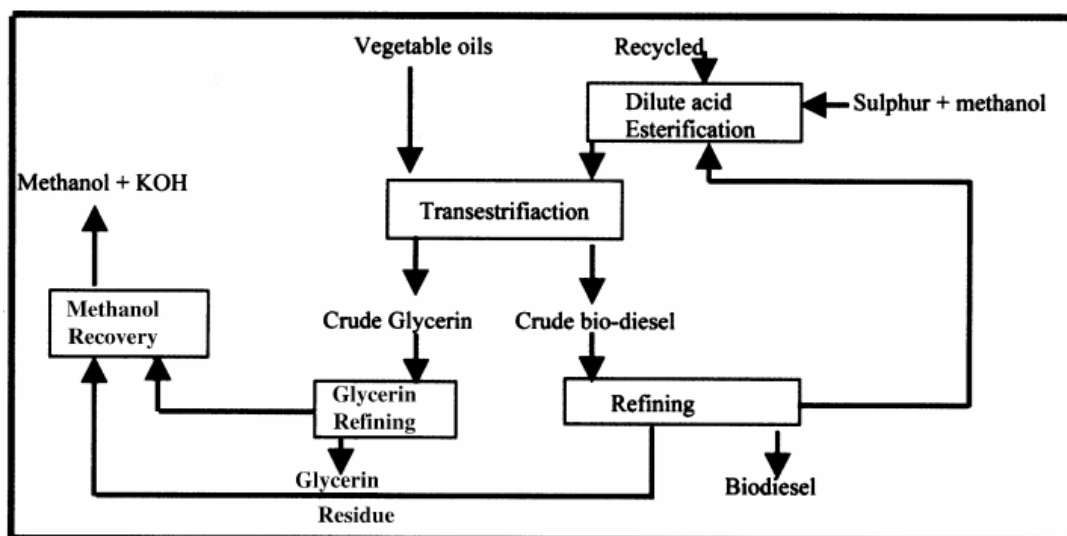 Vegetable oils
Recycled
Dilute acid
Esterification
Sulphur + methanol
Methanol + KOH
Transestrifiaction
Methanol
Recovery
Crude Glycerin
Crude bio-diesel
Glycerin
Refining
Refining
Glycerin
Biodiesel
Residue